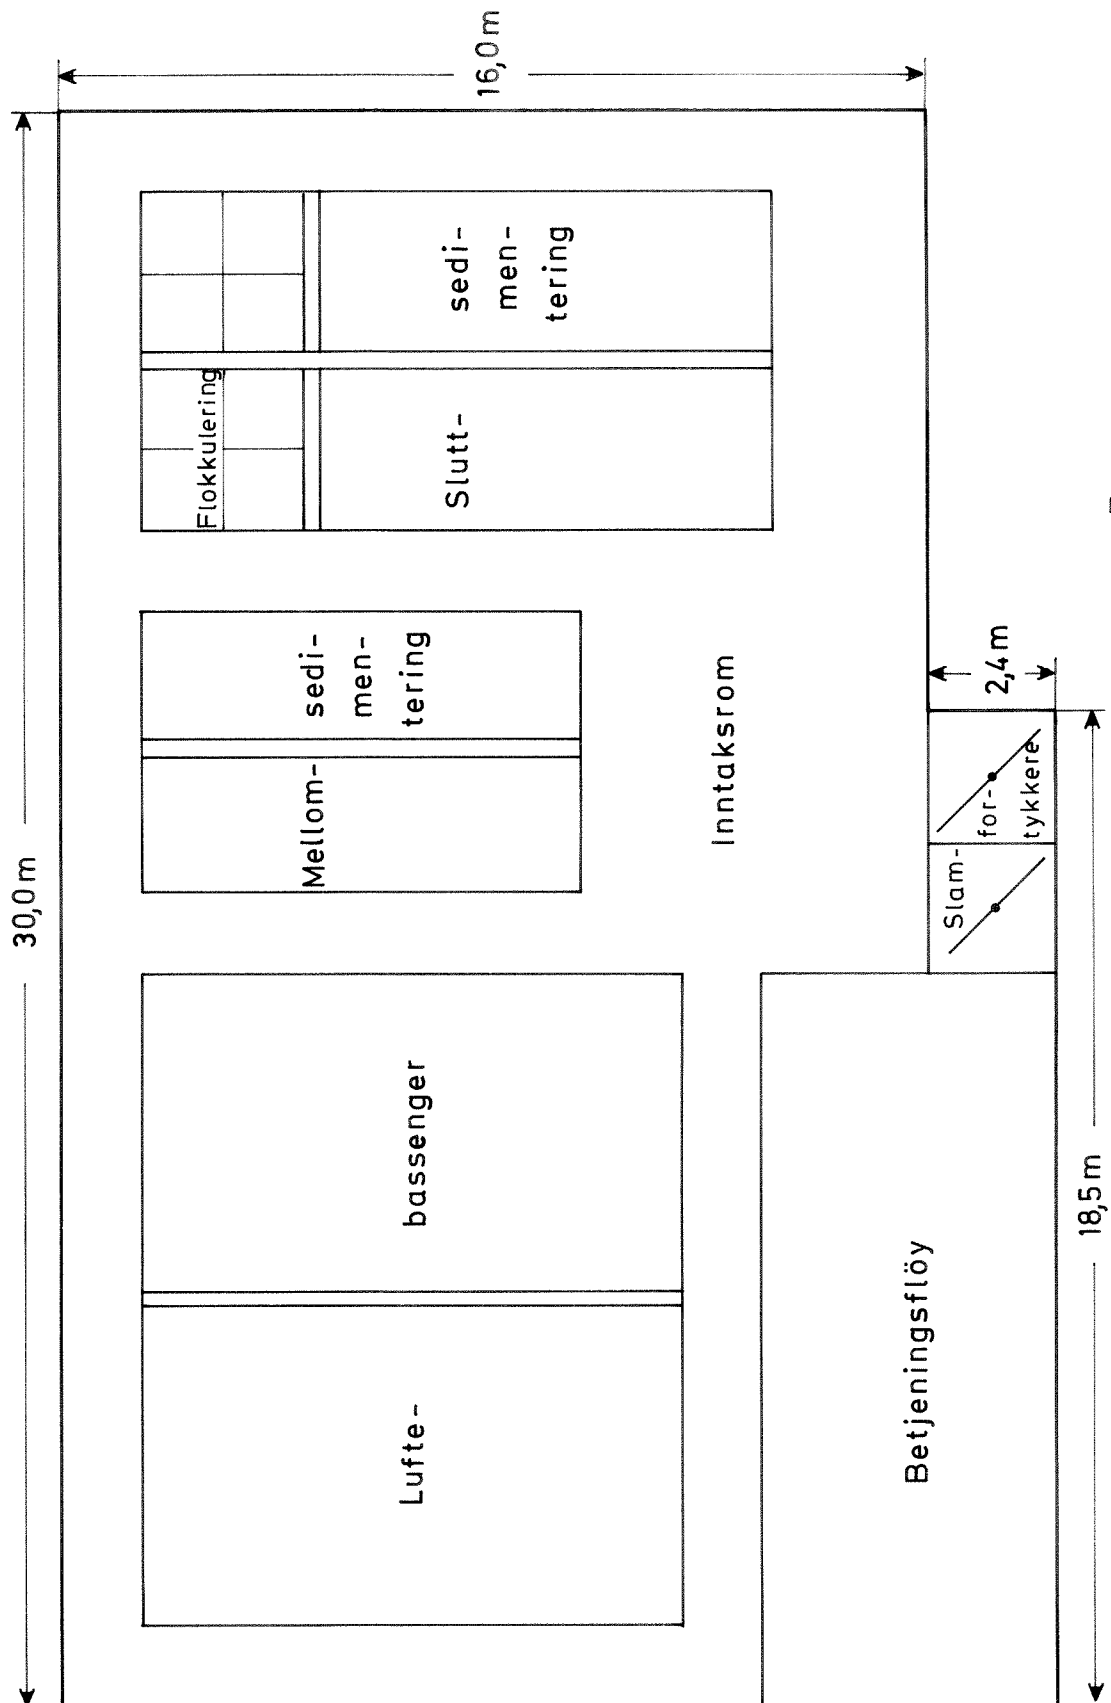 30,0 m
16,0 m
Lufte-
bassenger
Mellom-
sedi-
men-
tering
Flokkulering
Slutt-
sedi-
men-
tering
Inntaksrom
Betjeningsflöy
Slam-
for-
tykkere
2,4 m
18,5 m